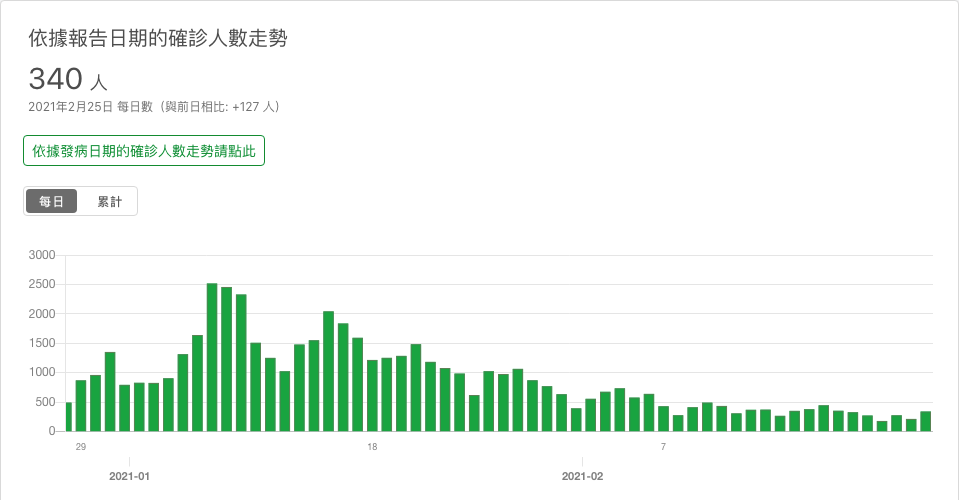 依據報告日期的確診人數走勢
340 人
2021年2月25日 每日數（與前日相比: +127 人）
依據發病日期的確診人數走勢請點此
每日 累計
3000
2500
2000
1500
1000
500
0
29 18 7
2021-01 2021-02